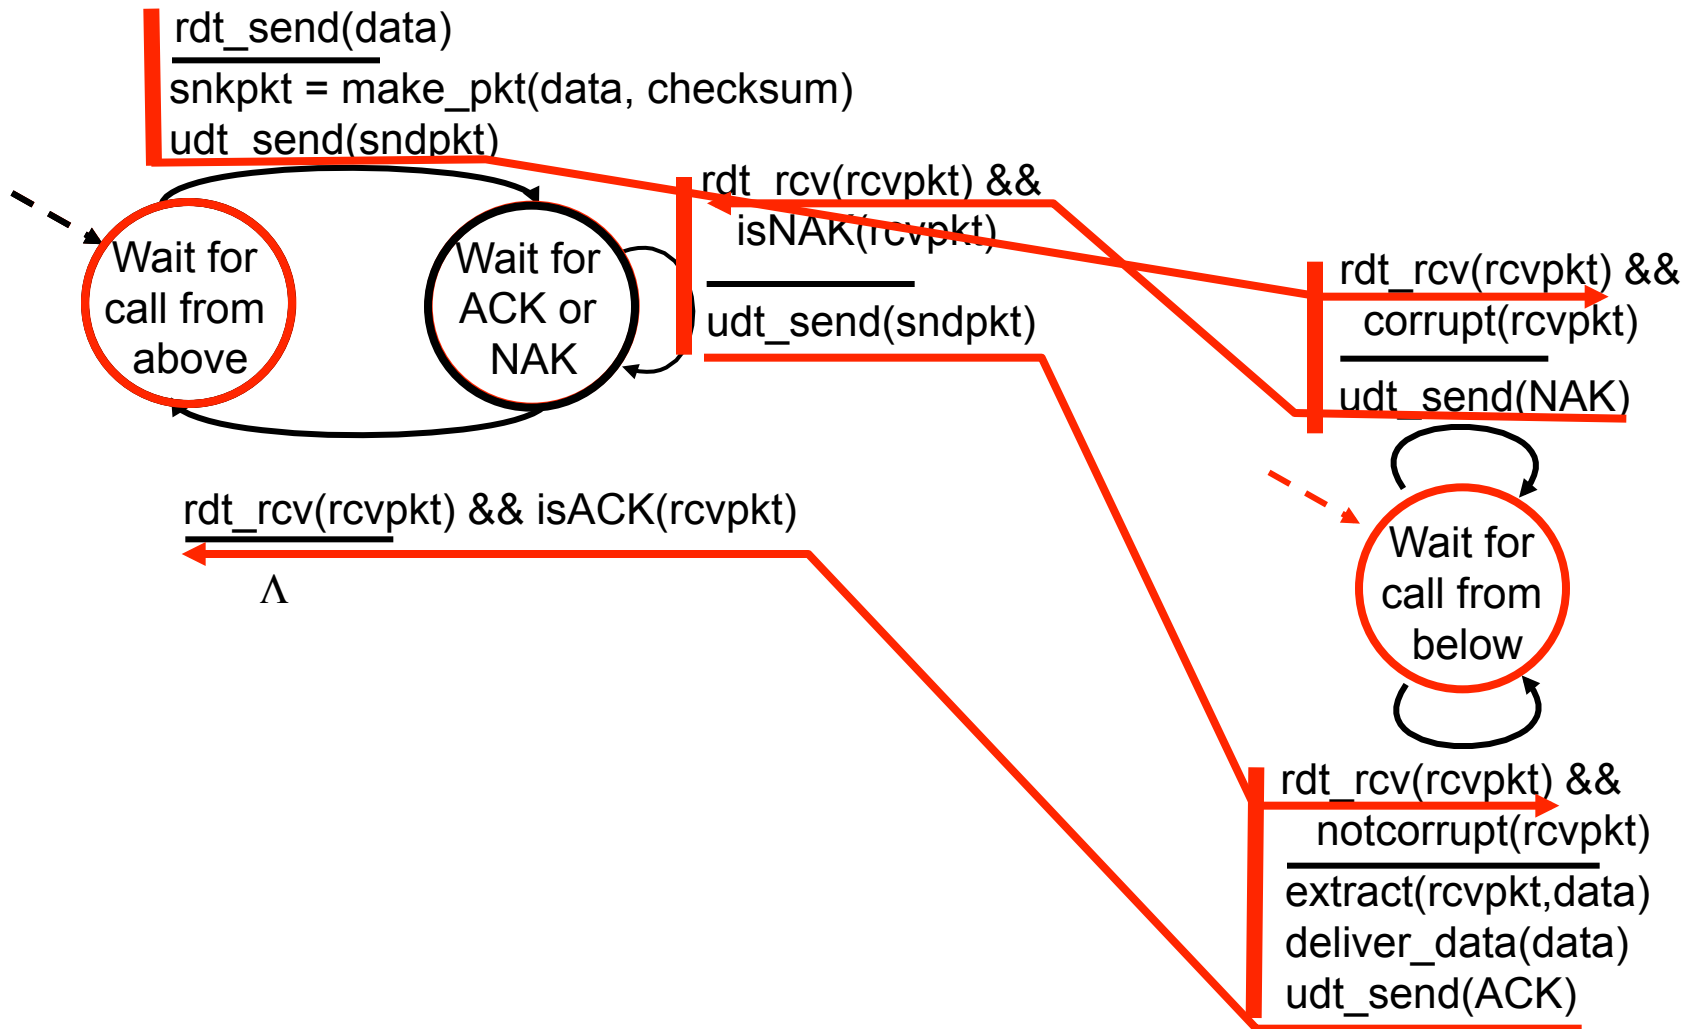 rdt_send(data)
snkpkt = make_pkt(data, checksum)
udt_send(sndpkt)
rdt_rcv(rcvpkt) &&
isNAK(rcvpkt)
udt_send(sndpkt)
Wait for
call from
above
Wait for
ACK or
NAK
rdt_rcv(rcvpkt) && isACK(rcvpkt)
Λ
rdt_rcv(rcvpkt) &&
corrupt(rcvpkt)
udt_send(NAK)
Wait for
call from
below
rdt_rcv(rcvpkt) &&
notcorrupt(rcvpkt)
extract(rcvpkt,data)
deliver_data(data)
udt_send(ACK)